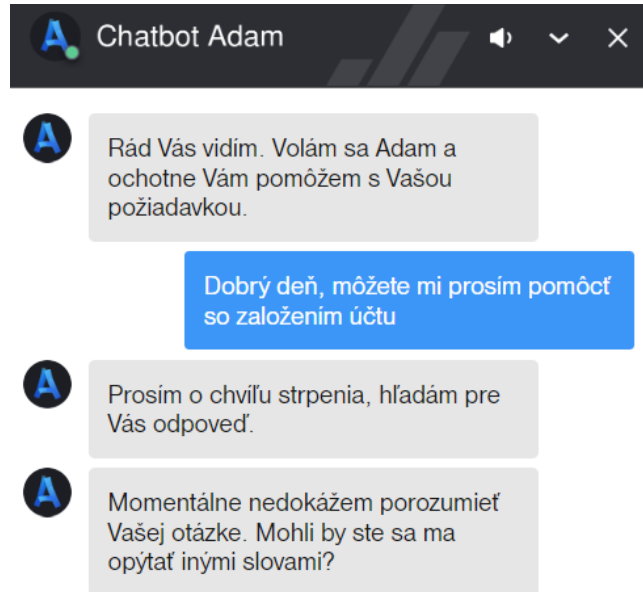 Chatbot Adam
Rád Vás vidím. Volám sa Adam a
ochotne Vám pomôžem s Vašou
požiadavkou.
Dobrý deň, môžete mi prosím pomôcť
so založením účtu
Prosím o chvíľu strpenia, hľadám pre
Vás odpoveď.
Momentálne nedokážem porozumieť
Vašej otázke. Mohli by ste sa ma
opýtať inými slovami?